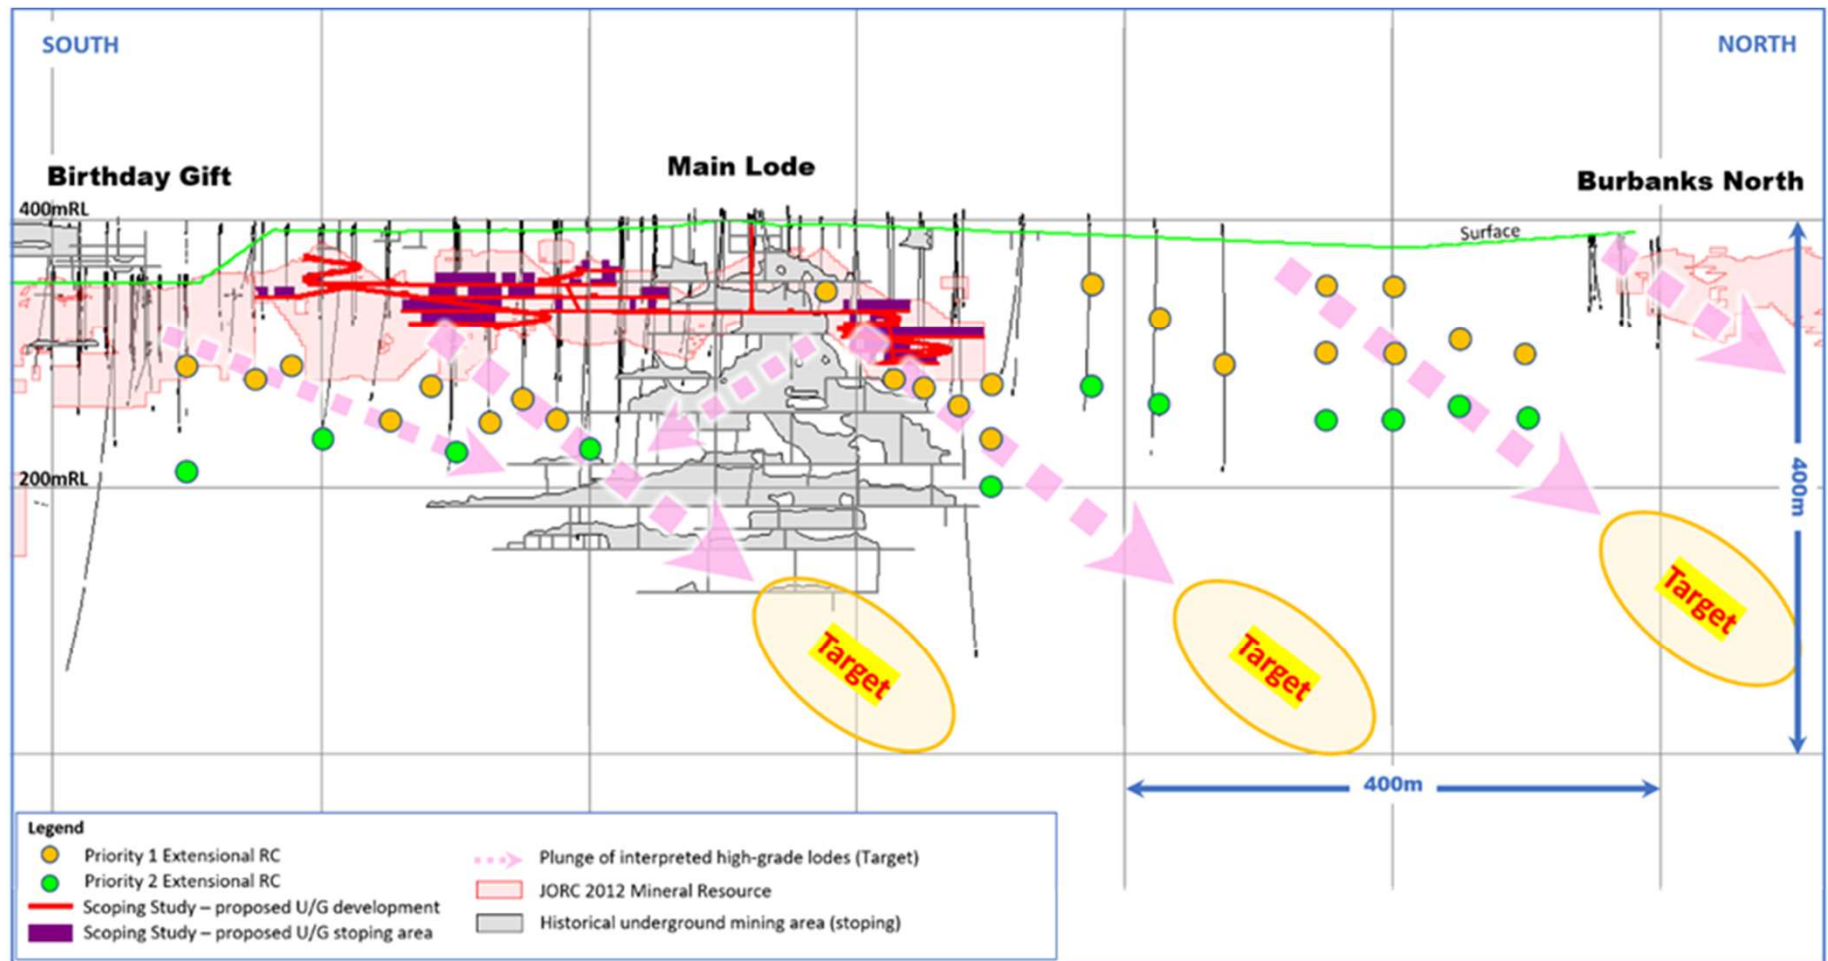 SOUTH
NORTH
Birthday Gift
Main Lode
Burbanks North
400mRL
Surface
200mRL
400m
Target
Target
Target
400m
Legend
Priority 1 Extensional RC
Priority 2 Extensional RC
Scoping Study – proposed U/G development
Scoping Study – proposed U/G stoping area
Plunge of interpreted high-grade lodes (Target)
JORC 2012 Mineral Resource
Historical underground mining area (stoping)